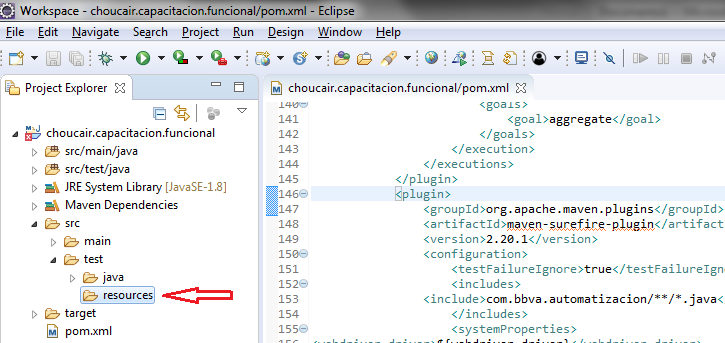 Workspace - choucair.capacitacion.funcional/pom.xml - Eclipse
File Edit Navigate Search Project Run Design Window Help
Project Explorer
choucair.capacitacion.funcional
src/main/java
src/test/java
JRE System Library [JavaSE-1.8]
Maven Dependencies
src
main
test
java
resources
target
pom.xml
choucair.capacitacion.funcional/pom.xml
140 <goals>
141 <goal>aggregate</goal>
142 </goals>
143 </execution>
144 </executions>
145 </plugin>
146 <plugin>
147 <groupId>org.apache.maven.plugins</groupId>
148 <artifactId>maven-surefire-plugin</artifact
149 <version>2.20.1</version>
150 <configuration>
151 <testFailureIgnore>true</testFailureIgnor
152 <includes>
153 <include>com.bbva.automatizacion/**/*.java<
154 </includes>
155 <systemProperties>